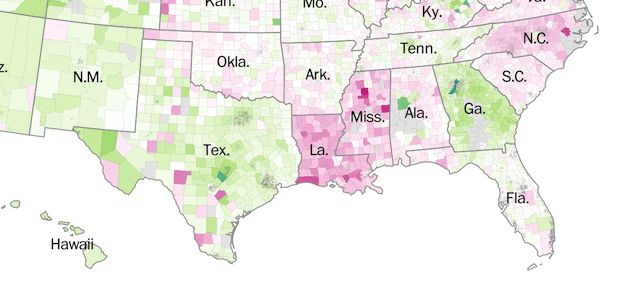 Kan.
Mo.
Ky.
Va.
N.C.
Tenn.
Okla.
Ark.
S.C.
z.
N.M.
Miss.
Ala.
Ga.
Tex.
La.
Fla.
Hawaii